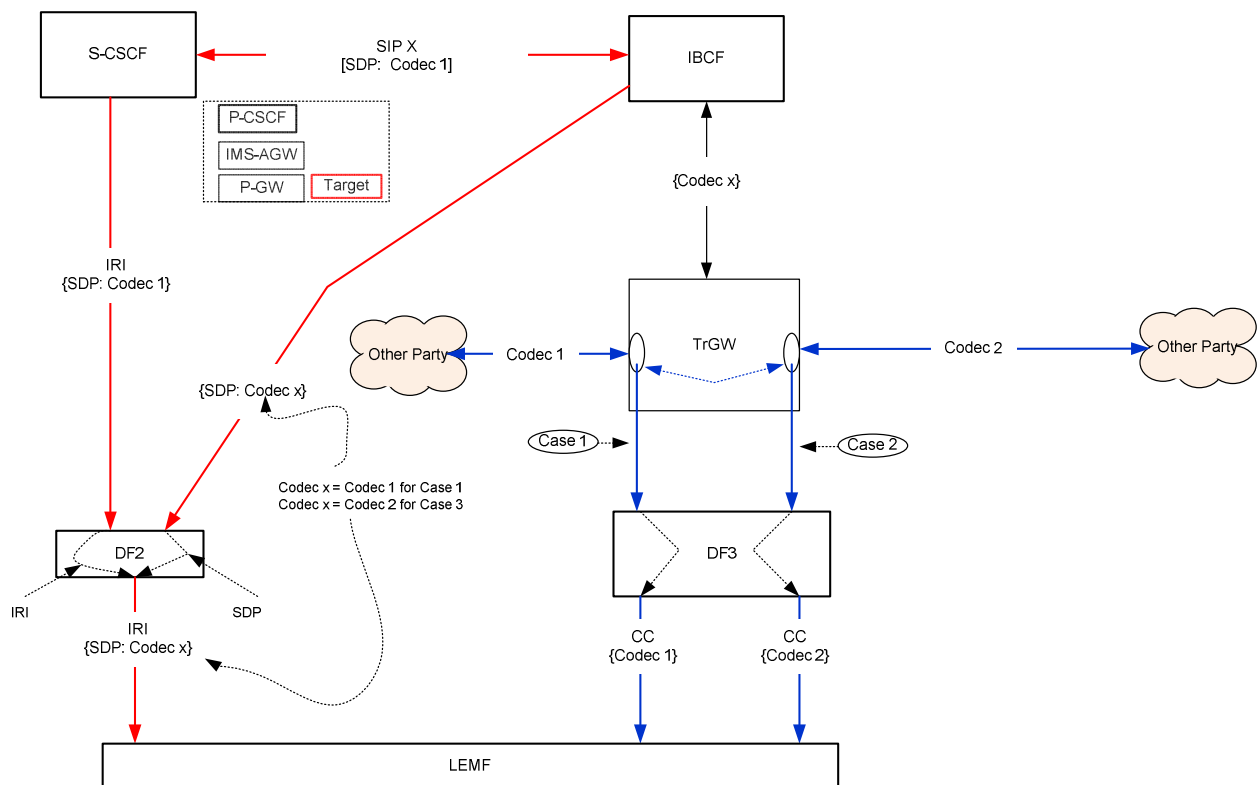 S-CSCF
SIP X
[SDP: Codec 1]
IBCF
P-CSCF
IMS-AGW
P-GW
Target
{Codec x}
IRI
{SDP: Codec 1}
Other Party
Codec 1
TrGW
Codec 2
Other Party
{SDP: Codec x}
Case 1
Case 2
Codec x = Codec 1 for Case 1
Codec x = Codec 2 for Case 3
DF2
DF3
IRI
SDP
IRI
{SDP: Codec x}
CC
{Codec 1}
CC
{Codec 2}
LEMF